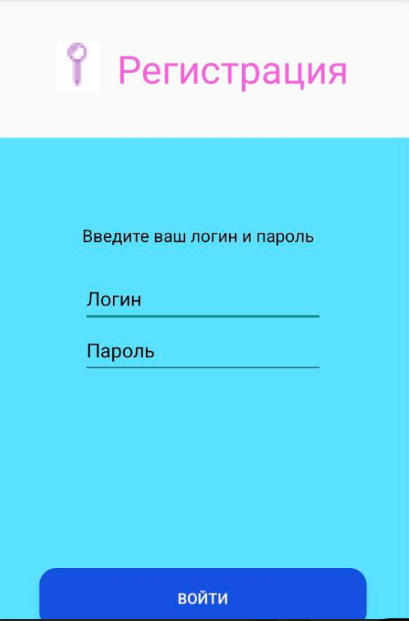 Регистрация
Введите ваш логин и пароль
Логин
Пароль
ВОЙТИ